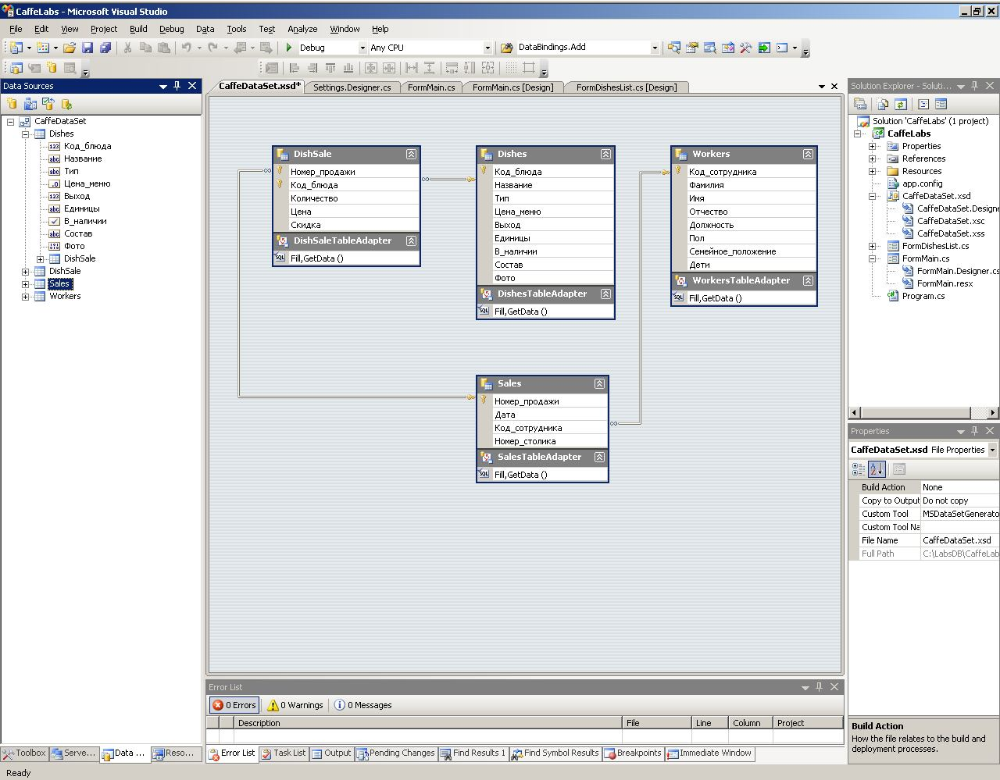 CaffeLabs - Microsoft Visual Studio
File Edit View Project Build Debug Data Tools Test Analyze Window Help
Debug Any CPU DataBindings.Add
Data Sources
CaffeDataSet
Dishes
Код_блюда
Название
Тип
Цена_меню
Выход
Единицы
В_наличии
Состав
Фото
DishSale
DishSale
Sales
Workers
Toolbox Serve... Data ... Reso...
CaffeDataSet.xsd* Settings.Designer.cs FormMain.cs FormMain.cs [Design] FormDishesList.cs [Design]
DishSale
Номер_продажи
Код_блюда
Количество
Цена
Скидка
DishSaleTableAdapter
Fill,GetData ()
Dishes
Код_блюда
Название
Тип
Цена_меню
Выход
Единицы
В_наличии
Состав
Фото
DishesTableAdapter
Fill,GetData ()
Workers
Код_сотрудника
Фамилия
Имя
Отчество
Должность
Пол
Семейное_положение
Дети
WorkersTableAdapter
Fill,GetData ()
Sales
Номер_продажи
Дата
Код_сотрудника
Номер_столика
SalesTableAdapter
Fill,GetData ()
Error List
0 Errors 0 Warnings 0 Messages
Description File Line Column Project
Error List Task List Output Pending Changes Find Results 1 Find Symbol Results Breakpoints Immediate Window
Solution Explorer - Soluti...
Solution 'CaffeLabs' (1 project)
CaffeLabs
Properties
References
Resources
app.config
CaffeDataSet.xsd
CaffeDataSet.Designe
CaffeDataSet.xsc
CaffeDataSet.xss
FormDishesList.cs
FormMain.cs
FormMain.Designer.cs
FormMain.resx
Program.cs
Properties
CaffeDataSet.xsd File Properties
Build Action None
Copy to Output Do not copy
Custom Tool MSDataSetGenerato
Custom Tool Na
File Name CaffeDataSet.xsd
Full Path C:\LabsDB\CaffeLab
Build Action
How the file relates to the build and
deployment processes.
Ready